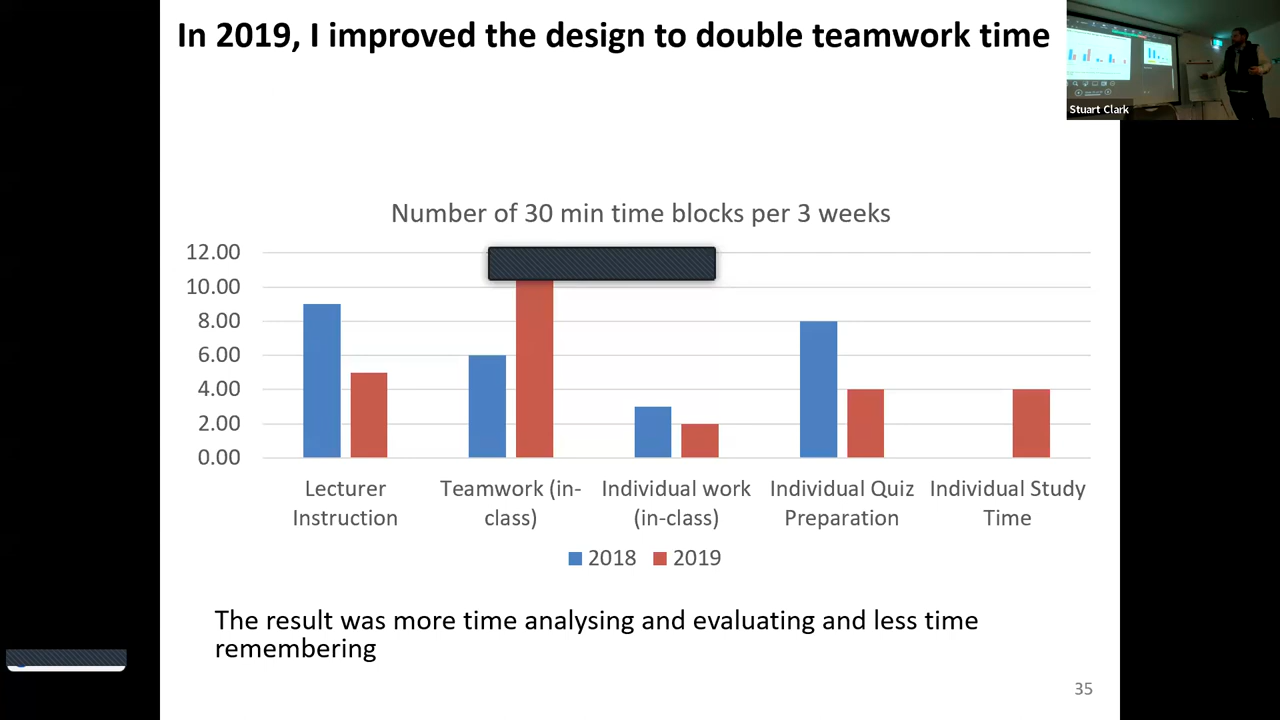 In 2019, I improved the design to double teamwork time
Stuart Clark
Number of 30 min time blocks per 3 weeks
12.00
10.00
8.00
6.00
4.00
2.00
0.00
Lecturer
Instruction
Teamwork (in-
class)
Individual work
(in-class)
Individual Quiz
Preparation
Individual Study
Time
2018
2019
The result was more time analysing and evaluating and less time
remembering
35